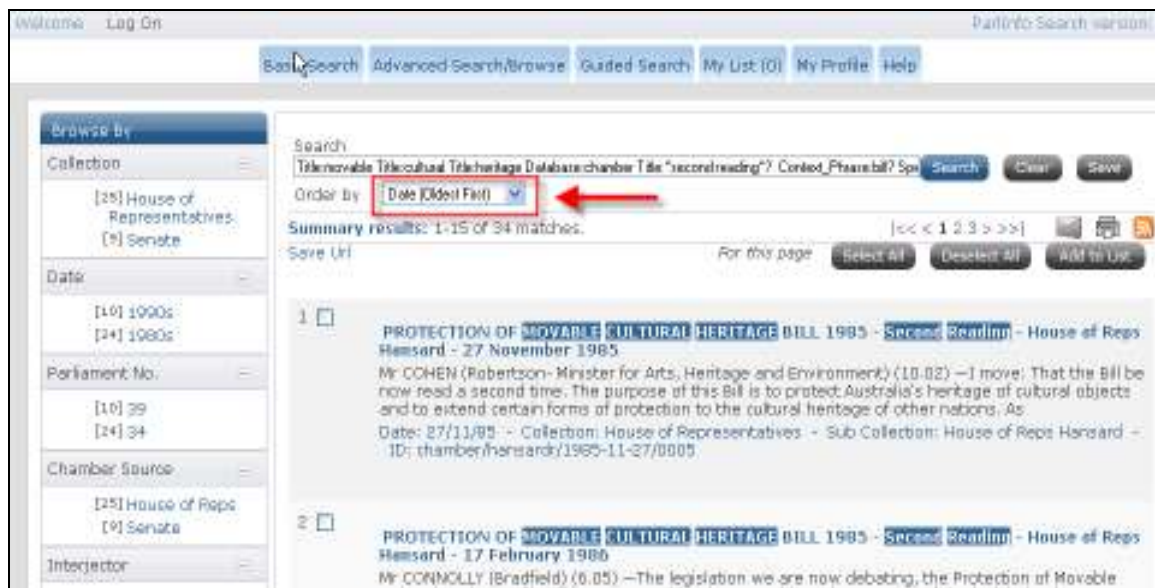 Welcome Log On ParlInfo Search version:
Basic Search Advanced Search/Browse Guided Search My List (0) My Profile Help
Browse By
Collection
[25] House of
Representatives
[9] Senate
Date
[10] 1990s
[24] 1980s
Parliament No.
[10] 39
[24] 34
Chamber Source
[25] House of Reps
[9] Senate
Interjector
Search
Title:movable Title:cultural Title:heritage Database:chamber Title:"second reading"? Context_Phrase:bill? Spe Search Clear Save
Order by Date (Oldest First)
Summary results: 1-15 of 34 matches. |<< < 1 2 3 > >>|
Save Url For this page Select All Deselect All Add to List
1
PROTECTION OF MOVABLE CULTURAL HERITAGE BILL 1985 - Second Reading - House of Reps
Hansard - 27 November 1985
Mr COHEN (Robertson- Minister for Arts, Heritage and Environment) (10.02) —I move: That the Bill be
now read a second time. The purpose of this Bill is to protect Australia's heritage of cultural objects
and to extend certain forms of protection to the cultural heritage of other nations. As
Date: 27/11/85 - Collection: House of Representatives - Sub Collection: House of Reps Hansard -
ID: chamber/hansardr/1985-11-27/0005
2
PROTECTION OF MOVABLE CULTURAL HERITAGE BILL 1985 - Second Reading - House of Reps
Hansard - 17 February 1986
Mr CONNOLLY (Bradfield) (6.05) —The legislation we are now debating, the Protection of Movable